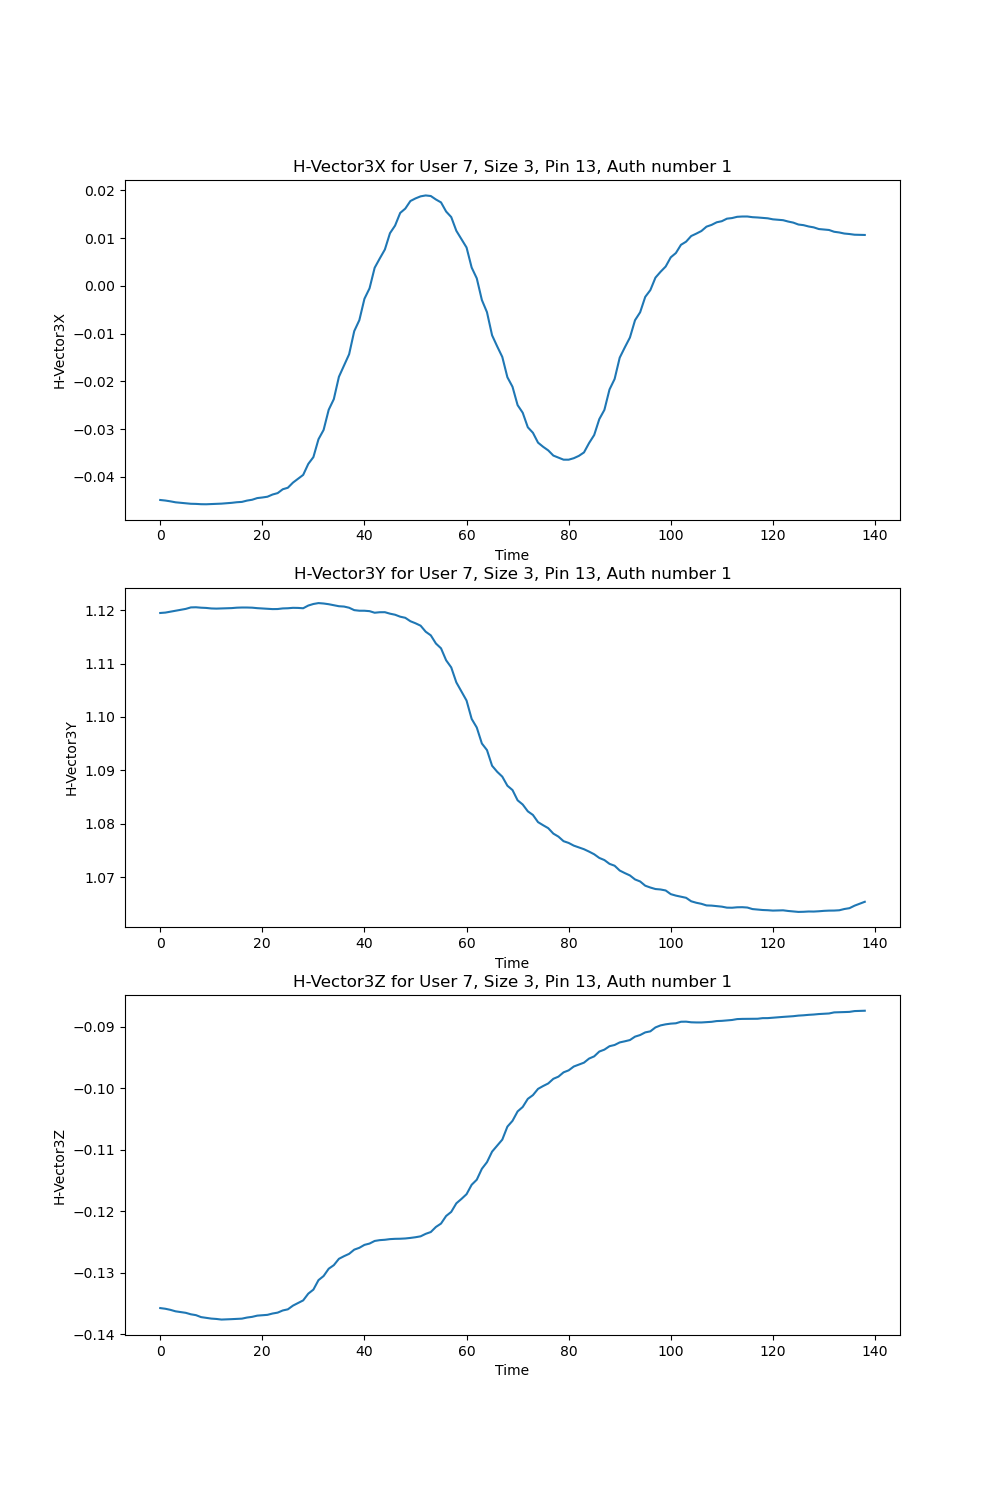 H-Vector3X for User 7, Size 3, Pin 13, Auth number 1
0.02
0.01
0.00
−0.01
−0.02
−0.03
−0.04
H-Vector3X
0 20 40 60 80 100 120 140
Time
H-Vector3Y for User 7, Size 3, Pin 13, Auth number 1
1.12
1.11
1.10
1.09
1.08
1.07
H-Vector3Y
0 20 40 60 80 100 120 140
Time
H-Vector3Z for User 7, Size 3, Pin 13, Auth number 1
−0.09
−0.10
−0.11
−0.12
−0.13
−0.14
H-Vector3Z
0 20 40 60 80 100 120 140
Time